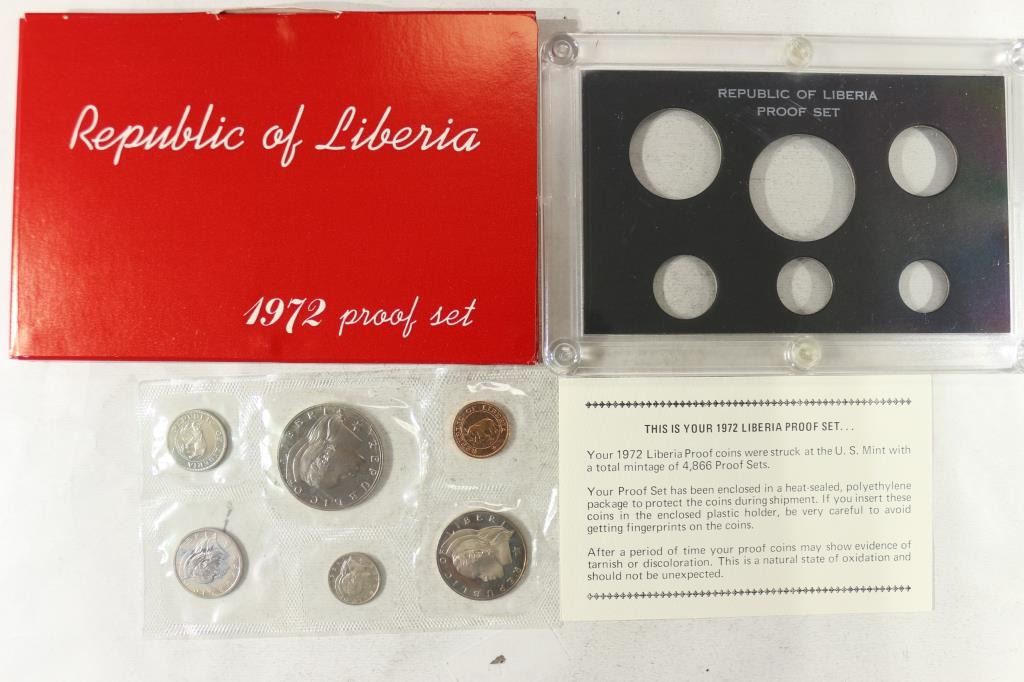 Republic of Liberia
1972 proof set
REPUBLIC OF LIBERIA
PROOF SET
THIS IS YOUR 1972 LIBERIA PROOF SET...
Your 1972 Liberia Proof coins were struck at the U. S. Mint with
a total mintage of 4,866 Proof Sets.
Your Proof Set has been enclosed in a heat-sealed, polyethylene
package to protect the coins during shipment. If you insert these
coins in the enclosed plastic holder, be very careful to avoid
getting fingerprints on the coins.
After a period of time your proof coins may show evidence of
tarnish or discoloration. This is a natural state of oxidation and
should not be unexpected.
REPUBLIC OF LIBERIA